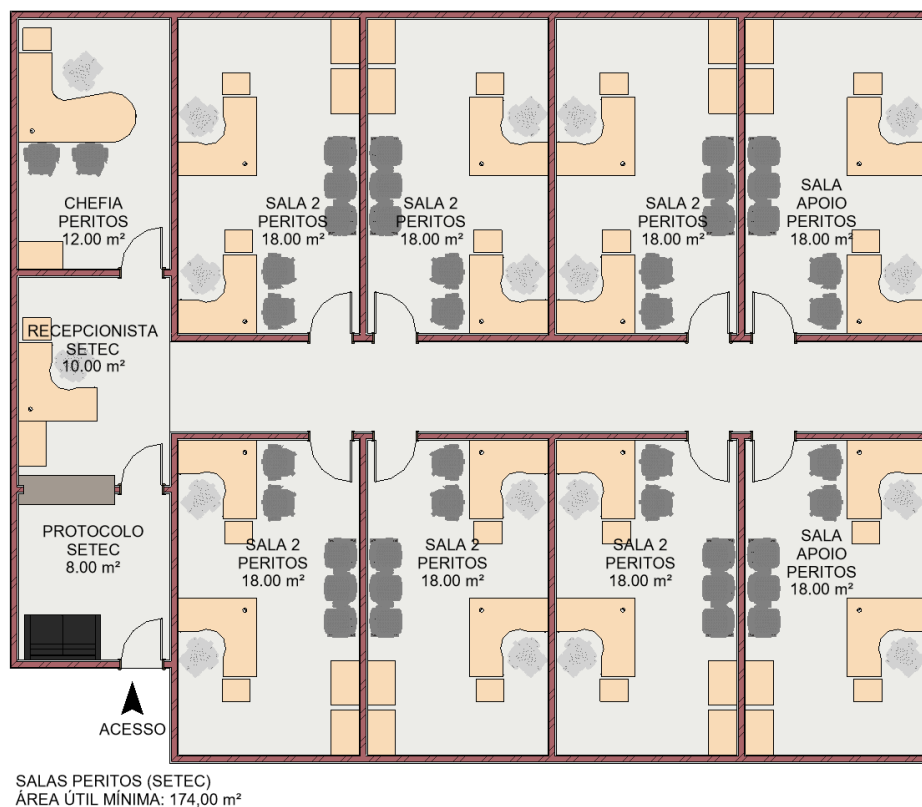 CHEFIA
PERITOS
12.00 m²
SALA 2
PERITOS
18.00 m²
SALA 2
PERITOS
18.00 m²
SALA 2
PERITOS
18.00 m²
SALA
APOIO
PERITOS
18.00 m²
RECEPCIONISTA
SETEC
10.00 m²
PROTOCOLO
SETEC
8.00 m²
SALA 2
PERITOS
18.00 m²
SALA 2
PERITOS
18.00 m²
SALA 2
PERITOS
18.00 m²
SALA
APOIO
PERITOS
18.00 m²
ACESSO
SALAS PERITOS (SETEC)
ÁREA ÚTIL MÍNIMA: 174,00 m²